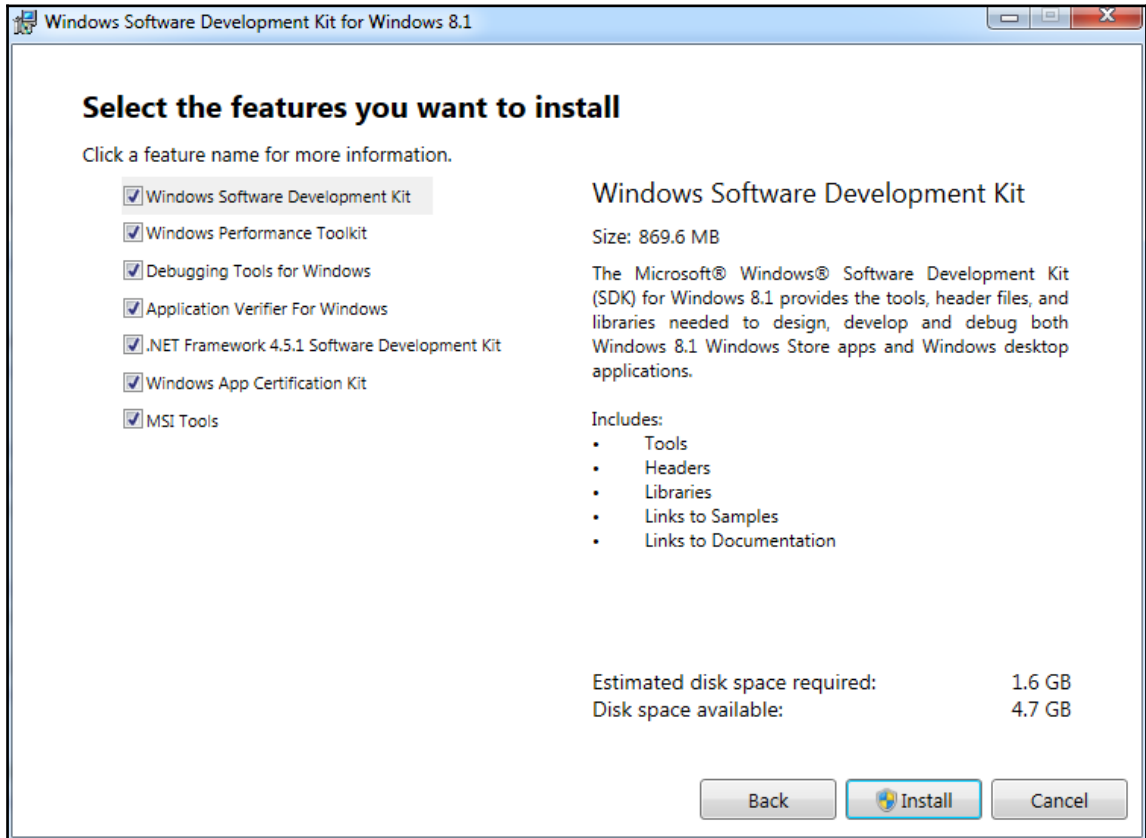 Windows Software Development Kit for Windows 8.1
Select the features you want to install
Click a feature name for more information.
Windows Software Development Kit
Windows Performance Toolkit
Debugging Tools for Windows
Application Verifier For Windows
.NET Framework 4.5.1 Software Development Kit
Windows App Certification Kit
MSI Tools
Windows Software Development Kit
Size: 869.6 MB
The Microsoft® Windows® Software Development Kit
(SDK) for Windows 8.1 provides the tools, header files, and
libraries needed to design, develop and debug both
Windows 8.1 Windows Store apps and Windows desktop
applications.
Includes:
• Tools
• Headers
• Libraries
• Links to Samples
• Links to Documentation
Estimated disk space required: 1.6 GB
Disk space available: 4.7 GB
Back Install Cancel